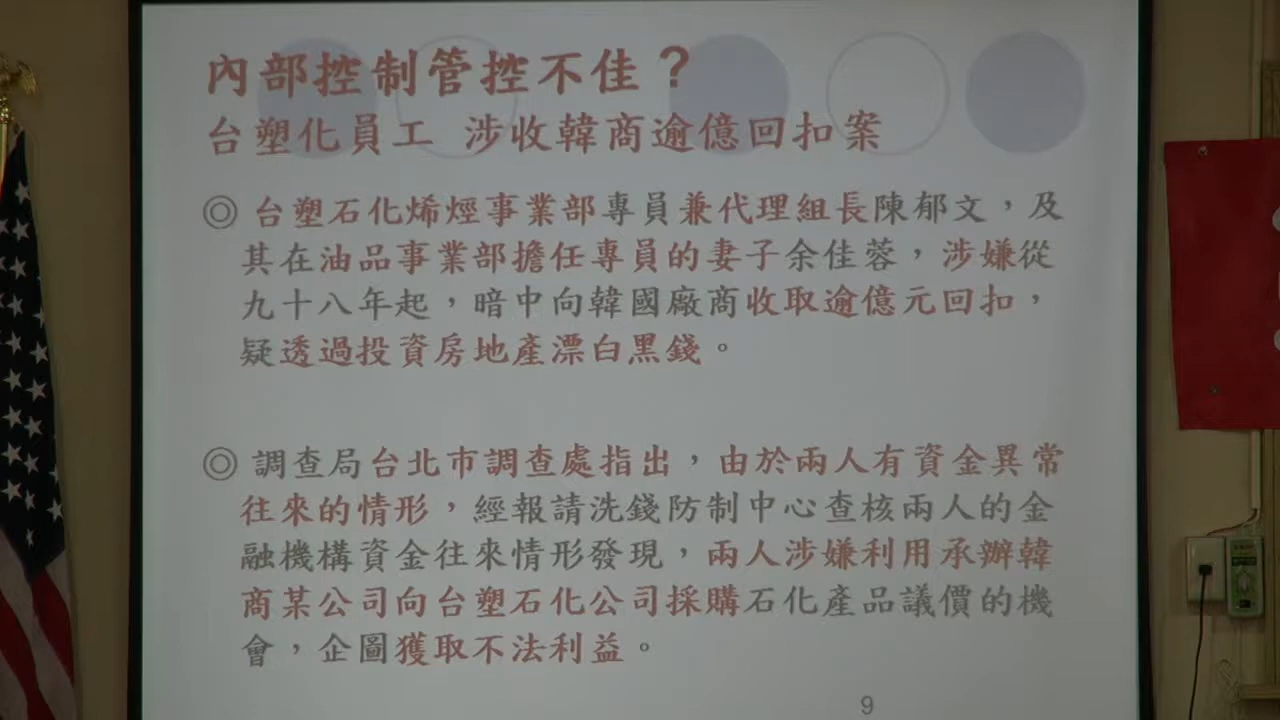 內部控制管控不佳？
台塑化員工 涉收韓商逾億回扣案
◎ 台塑石化烯烴事業部專員兼代理組長陳郁文，及
其在油品事業部擔任專員的妻子余佳蓉，涉嫌從
九十八年起，暗中向韓國廠商收取逾億元回扣，
疑透過投資房地產漂白黑錢。
◎ 調查局台北市調查處指出，由於兩人有資金異常
往來的情形，經報請洗錢防制中心查核兩人的金
融機構資金往來情形發現，兩人涉嫌利用承辦韓
商某公司向台塑石化公司採購石化產品議價的機
會，企圖獲取不法利益。
9